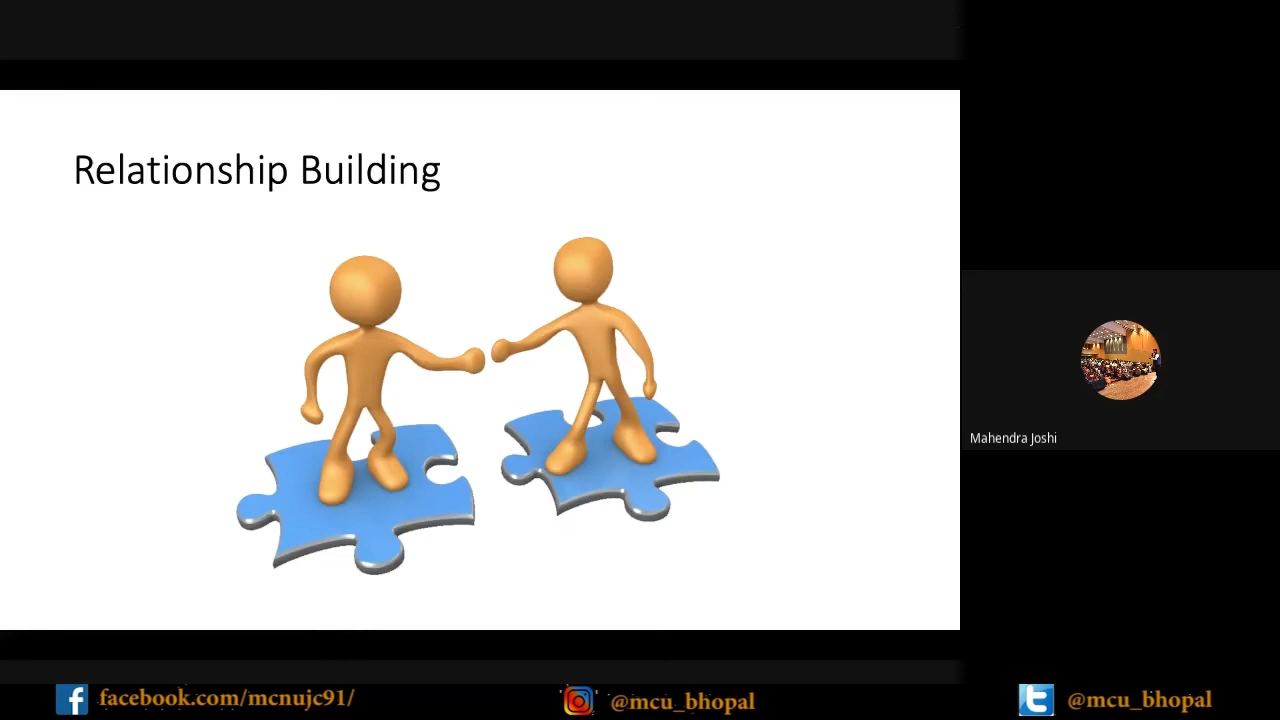 Relationship Building
Mahendra Joshi
facebook.com/mcnujc91/
@mcu_bhopal
@mcu_bhopal